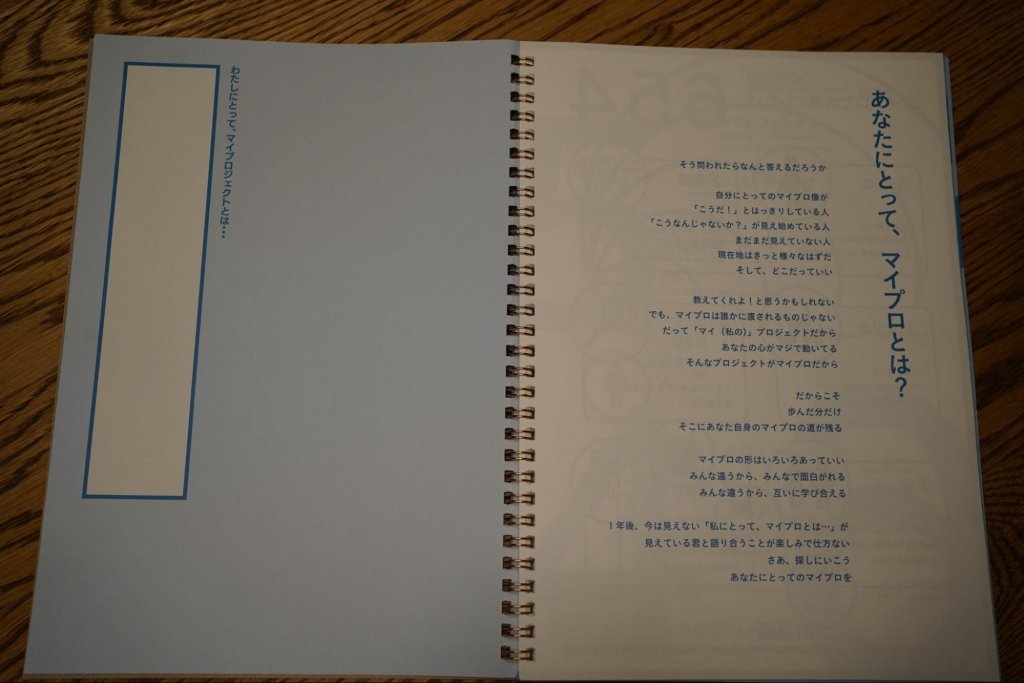 あなたにとって、マイプロとは？
そう問われたらなんと答えるだろうか
自分にとってのマイプロ像が
「こうだ！」とはっきりしている人
「こうなんじゃないか？」が見え始めている人
まだまだ見えていない人
現在地はきっと様々なはずだ
そして、どこだっていい
教えてくれよ！と思うかもしれない
でも、マイプロは誰かに渡されるものじゃない
だって「マイ（私の）」プロジェクトだから
あなたの心がマジで動いてる
そんなプロジェクトがマイプロだから
だからこそ
歩んだ分だけ
そこにあなた自身のマイプロの道が残る
マイプロの形はいろいろあっていい
みんな違うから、みんなで面白がれる
みんな違うから、互いに学び合える
1年後、今は見えない「私にとって、マイプロとは…」が
見えている君と語り合うことが楽しみで仕方ない
さあ、探しにいこう
あなたにとってのマイプロを
わたしにとって、マイプロジェクトとは…